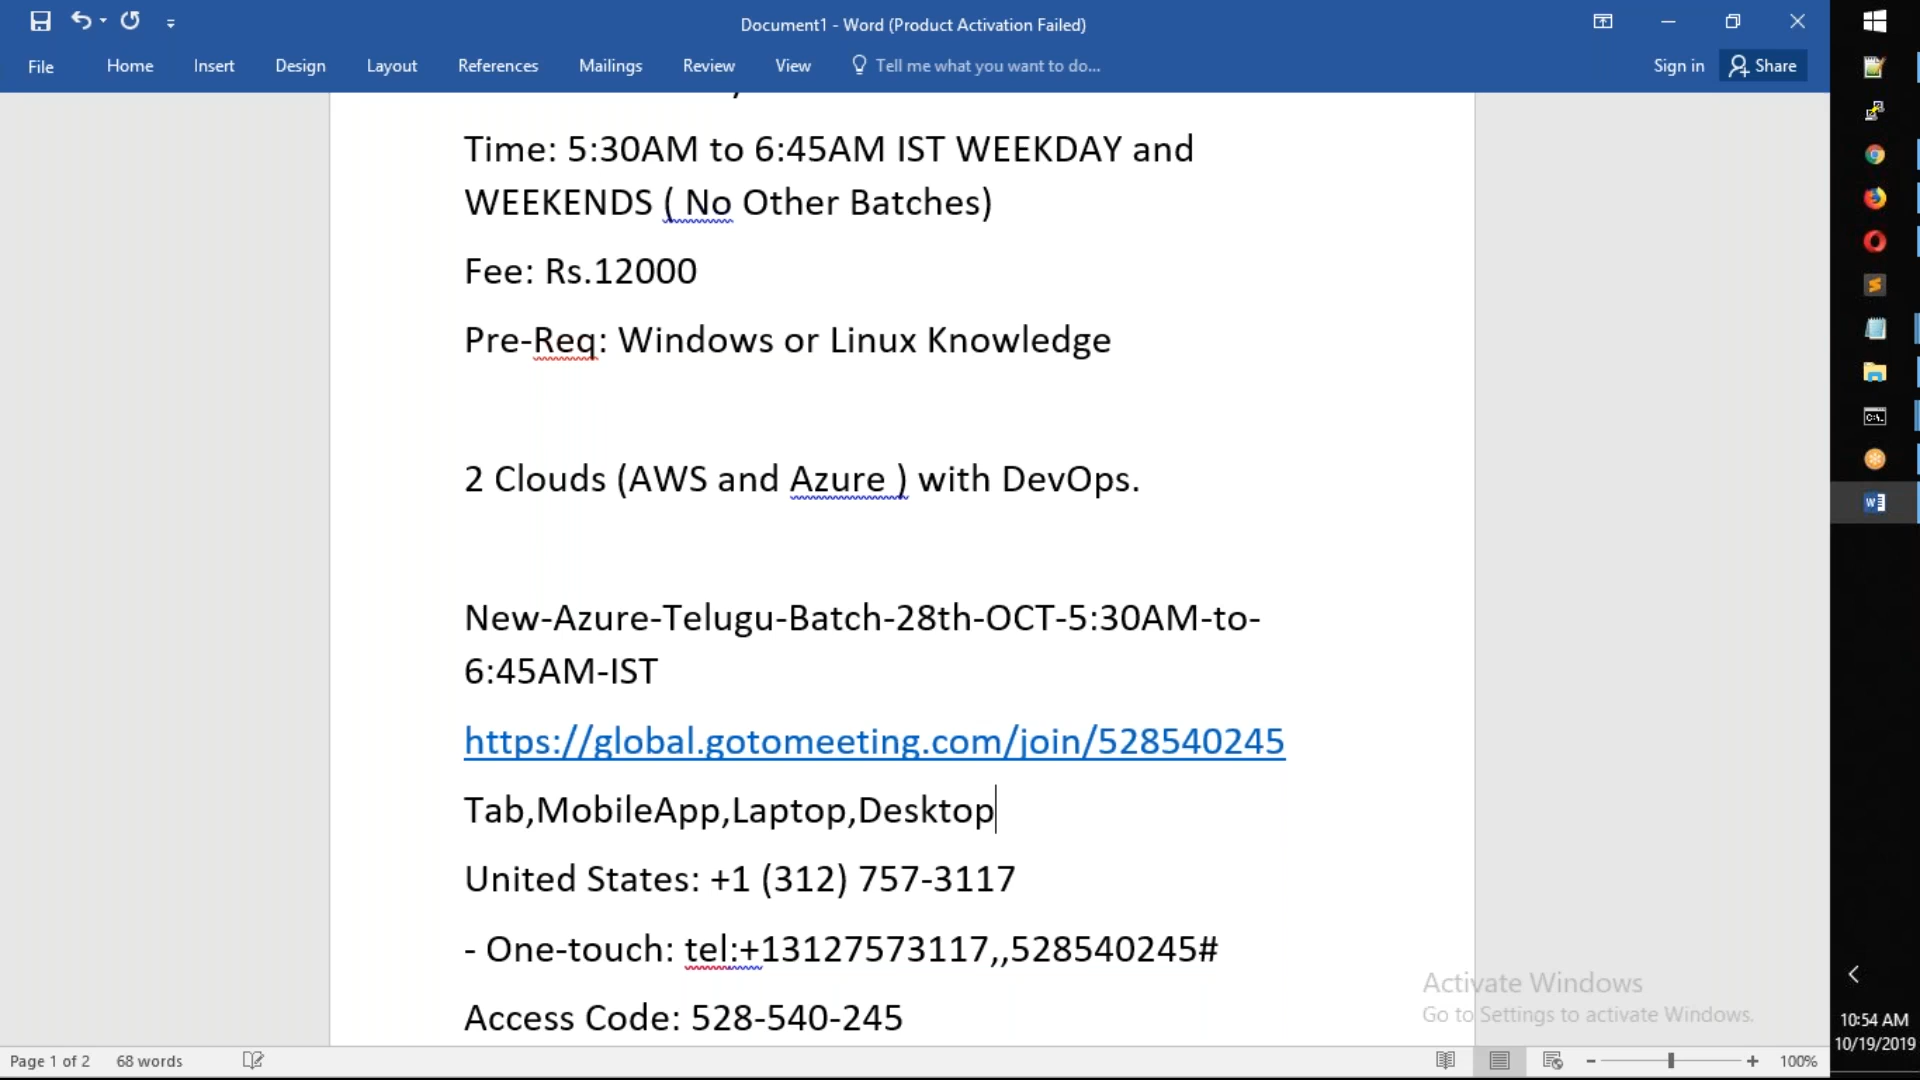 Document1 - Word (Product Activation Failed)
File Home Insert Design Layout References Mailings Review View Tell me what you want to do... Sign in Share
Time: 5:30AM to 6:45AM IST WEEKDAY and
WEEKENDS ( No Other Batches)
Fee: Rs.12000
Pre-Req: Windows or Linux Knowledge
2 Clouds (AWS and Azure ) with DevOps.
New-Azure-Telugu-Batch-28th-OCT-5:30AM-to-
6:45AM-IST
https://global.gotomeeting.com/join/528540245
Tab,MobileApp,Laptop,Desktop
United States: +1 (312) 757-3117
- One-touch: tel:+13127573117,,528540245#
Access Code: 528-540-245
Activate Windows
Go to Settings to activate Windows.
10:54 AM
10/19/2019
Page 1 of 2 68 words 100%